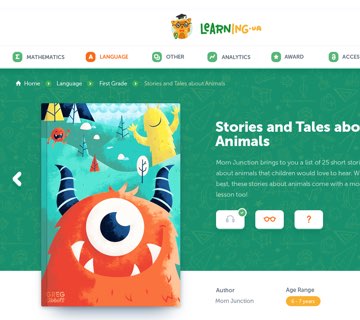 LEARNING.UA
MATHEMATICS
LANGUAGE
OTHER
ANALYTICS
AWARD
ACCES
Home
Language
First Grade
Stories and Tales about Animals
Stories and Tales abo
Animals
Mom Junction brings to you a list of 25 short stor
about animals that children would love to hear. W
best, these stories about animals come with a mo
lesson too!
?
GREG
Author
Mom Junction
Age Range
6 - 7 years